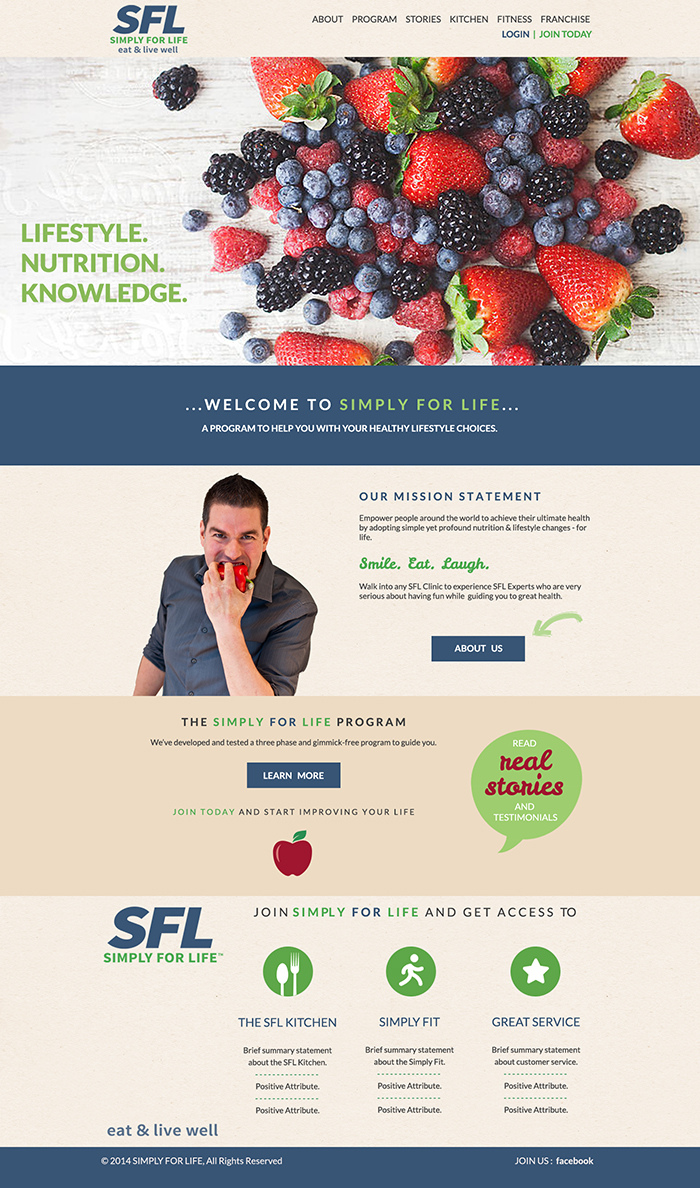 SFL
SIMPLY FOR LIFE
eat & live well
ABOUT PROGRAM STORIES KITCHEN FITNESS FRANCHISE
LOGIN | JOIN TODAY
LIFESTYLE.
NUTRITION.
KNOWLEDGE.
...WELCOME TO SIMPLY FOR LIFE...
A PROGRAM TO HELP YOU WITH YOUR HEALTHY LIFESTYLE CHOICES.
OUR MISSION STATEMENT
Empower people around the world to achieve their ultimate health
by adopting simple yet profound nutrition & lifestyle changes - for
life.
Smile. Eat. Laugh.
Walk into any SFL Clinic to experience SFL Experts who are very
serious about having fun while guiding you to great health.
ABOUT US
THE SIMPLY FOR LIFE PROGRAM
We've developed and tested a three phase and gimmick-free program to guide you.
LEARN MORE
JOIN TODAY AND START IMPROVING YOUR LIFE
READ
real
stories
AND
TESTIMONIALS
SFL
SIMPLY FOR LIFE™
eat & live well
JOIN SIMPLY FOR LIFE AND GET ACCESS TO
THE SFL KITCHEN
Brief summary statement
about the SFL Kitchen.
Positive Attribute.
Positive Attribute.
SIMPLY FIT
Brief summary statement
about the Simply Fit.
Positive Attribute.
Positive Attribute.
GREAT SERVICE
Brief summary statement
about customer service.
Positive Attribute.
Positive Attribute.
© 2014 SIMPLY FOR LIFE, All Rights Reserved
JOIN US : facebook